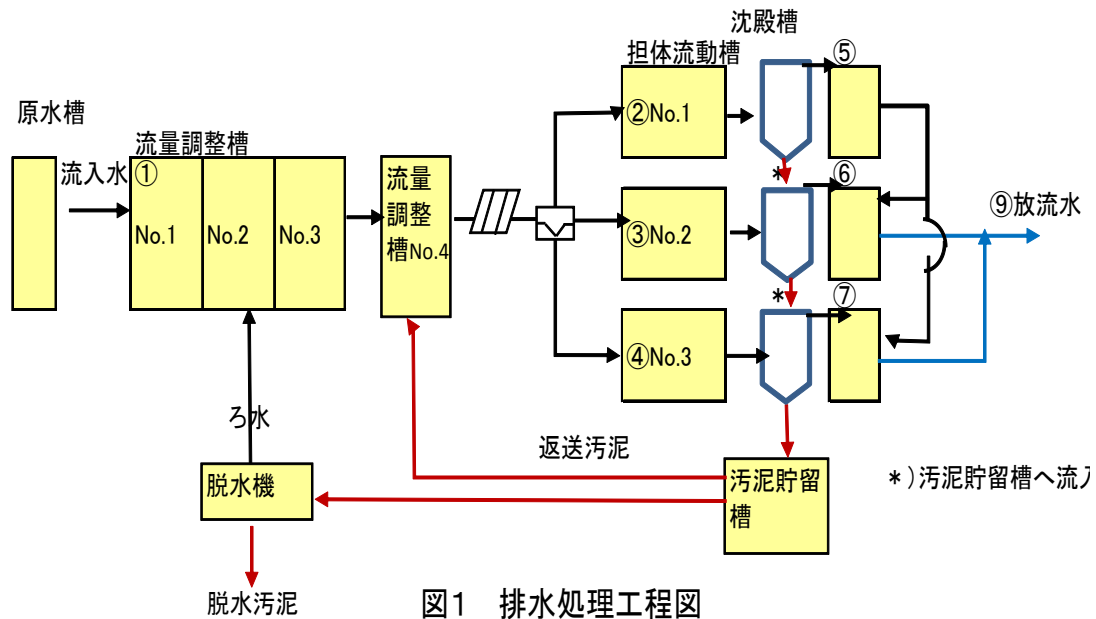 沈殿槽
担体流動槽
⑤
原水槽
②No.1
流量調整槽
流入水
①
流量
調整
槽No.4
*
⑥
⑨放流水
No.1
No.2
No.3
③No.2
*
⑦
④No.3
ろ水
返送汚泥
脱水機
汚泥貯留
槽
*)汚泥貯留槽へ流入
脱水汚泥
図1 排水処理工程図